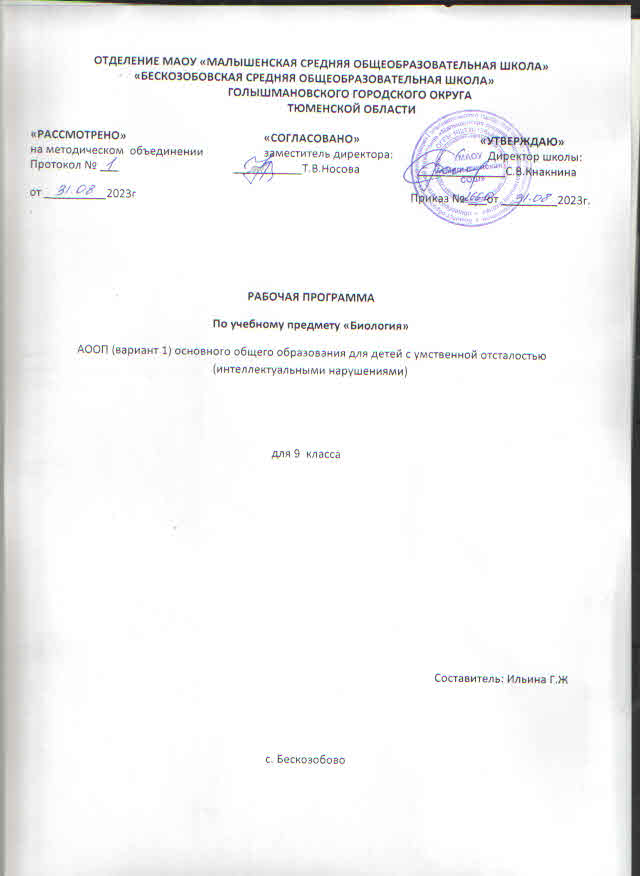 ОТДЕЛЕНИЕ МАОУ «МАЛЫШЕНСКАЯ СРЕДНЯЯ ОБЩЕОБРАЗОВАТЕЛЬНАЯ ШКОЛА»
«БЕСКОЗОБОВСКАЯ СРЕДНЯЯ ОБЩЕОБРАЗОВАТЕЛЬНАЯ ШКОЛА»
ГОЛЫШМАНОВСКОГО ГОРОДСКОГО ОКРУГА
ТЮМЕНСКОЙ ОБЛАСТИ
«РАССМОТРЕНО»
на методическом объединении
Протокол № 1
от 31.08 2023г
«СОГЛАСОВАНО»
заместитель директора:
Т.В.Носова
«УТВЕРЖДАЮ»
Директор школы:
С.В.Кнакнина
Приказ № от 31.08 2023г.
МАОУ
СОШ
РАБОЧАЯ ПРОГРАММА
По учебному предмету «Биология»
АООП (вариант 1) основного общего образования для детей с умственной отсталостью
(интеллектуальными нарушениями)
для 9 класса
Составитель: Ильина Г.Ж
с. Бескозобово